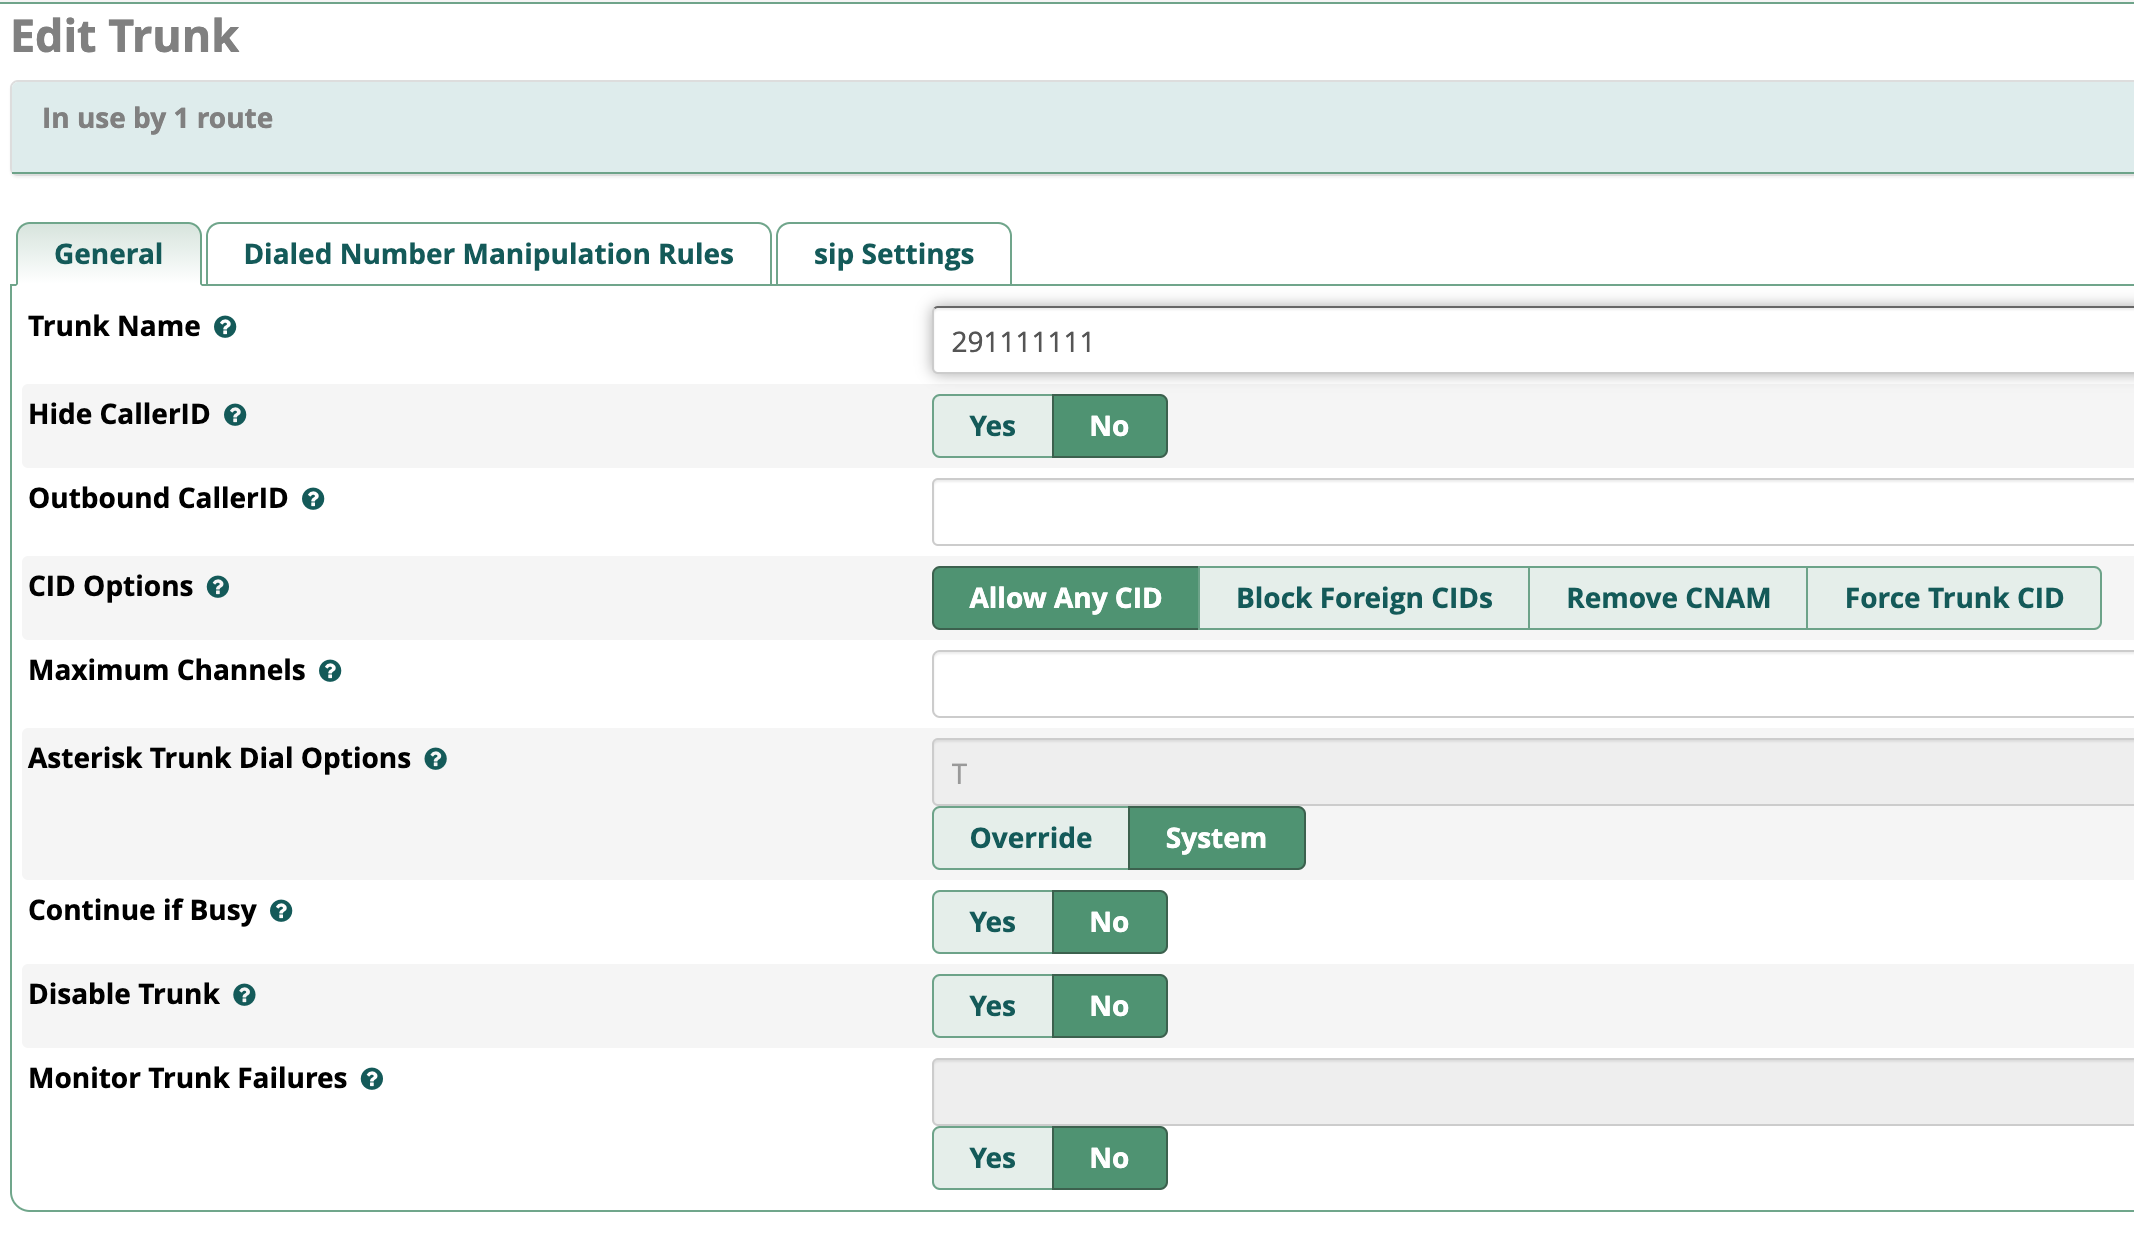 Edit Trunk
In use by 1 route
General
Dialed Number Manipulation Rules
sip Settings
Trunk Name
291111111
Hide CallerID
Yes No
Outbound CallerID
CID Options
Allow Any CID Block Foreign CIDs Remove CNAM Force Trunk CID
Maximum Channels
Asterisk Trunk Dial Options
T
Override System
Continue if Busy
Yes No
Disable Trunk
Yes No
Monitor Trunk Failures
Yes No